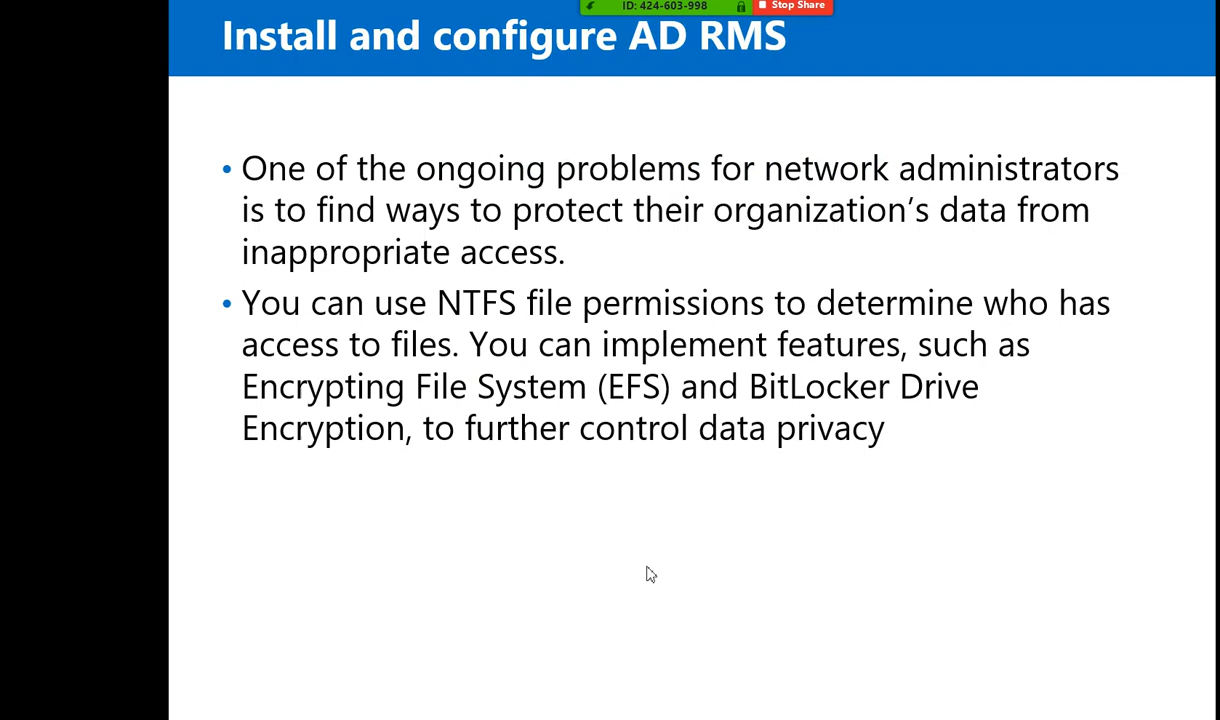 ID: 424-603-998
Stop Share
Install and configure AD RMS
• One of the ongoing problems for network administrators
is to find ways to protect their organization’s data from
inappropriate access.
• You can use NTFS file permissions to determine who has
access to files. You can implement features, such as
Encrypting File System (EFS) and BitLocker Drive
Encryption, to further control data privacy